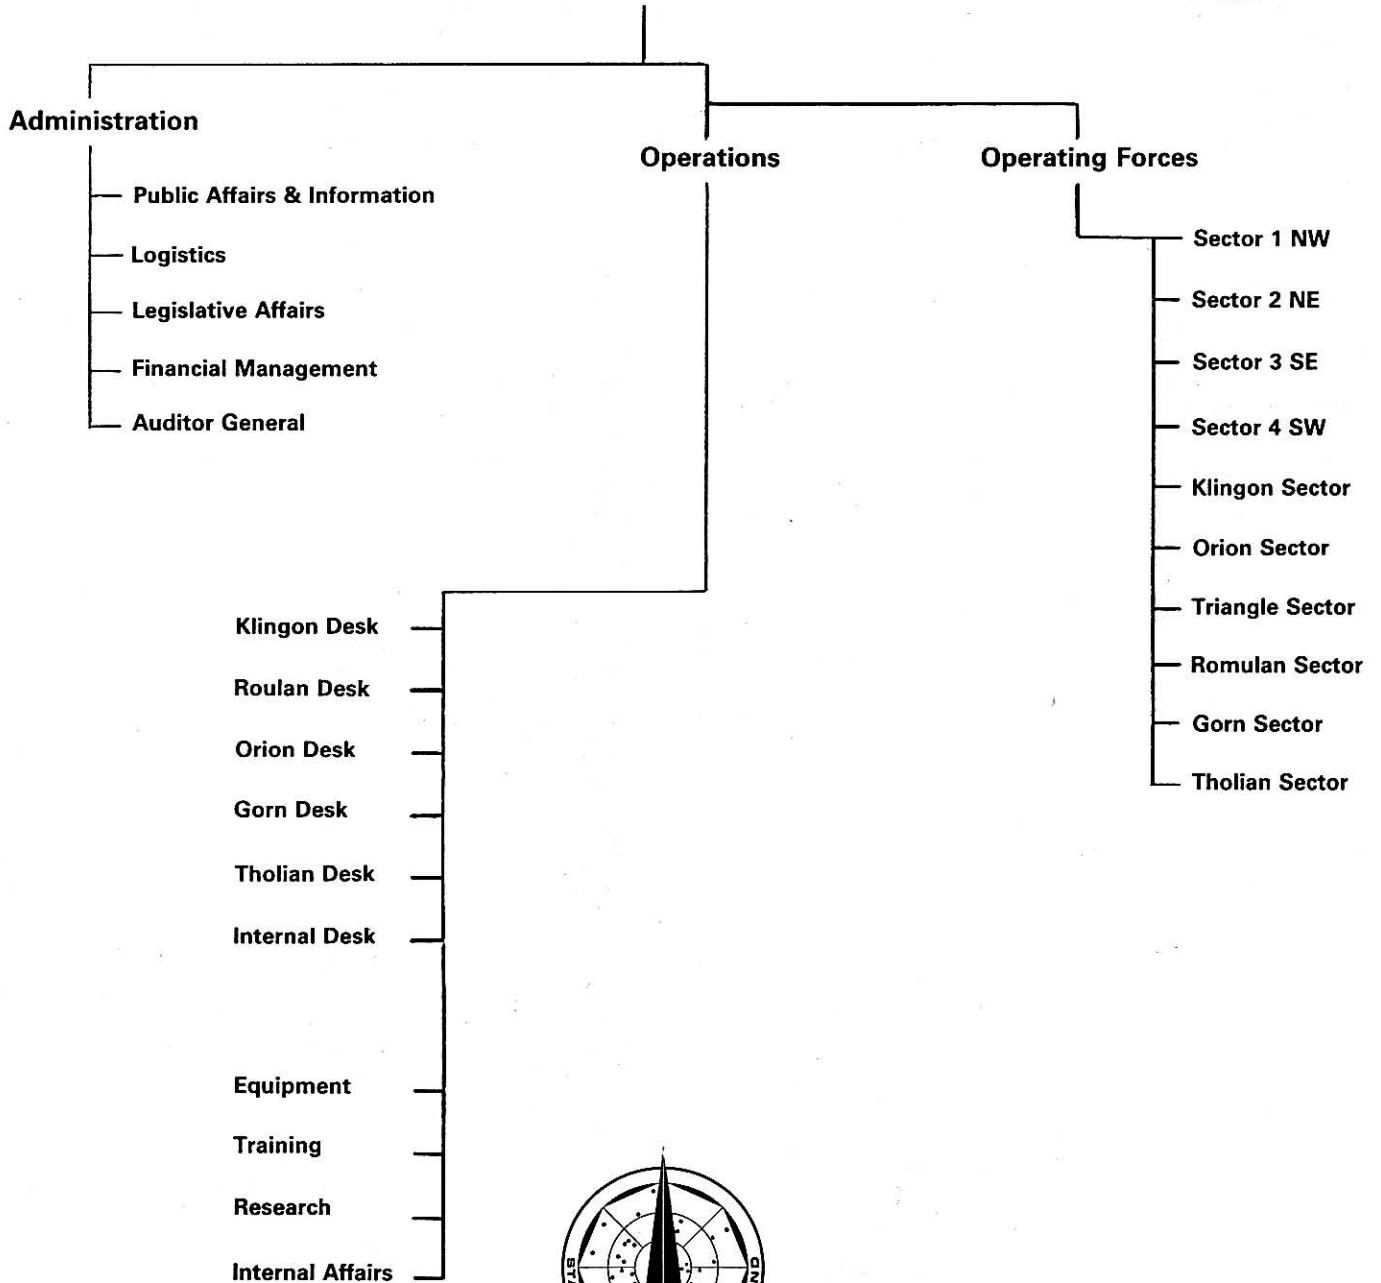 Administration
Public Affairs & Information
Logistics
Legislative Affairs
Financial Management
Auditor General
Operations
Klingon Desk
Roulan Desk
Orion Desk
Gorn Desk
Tholian Desk
Internal Desk
Equipment
Training
Research
Internal Affairs
Operating Forces
Sector 1 NW
Sector 2 NE
Sector 3 SE
Sector 4 SW
Klingon Sector
Orion Sector
Triangle Sector
Romulan Sector
Gorn Sector
Tholian Sector